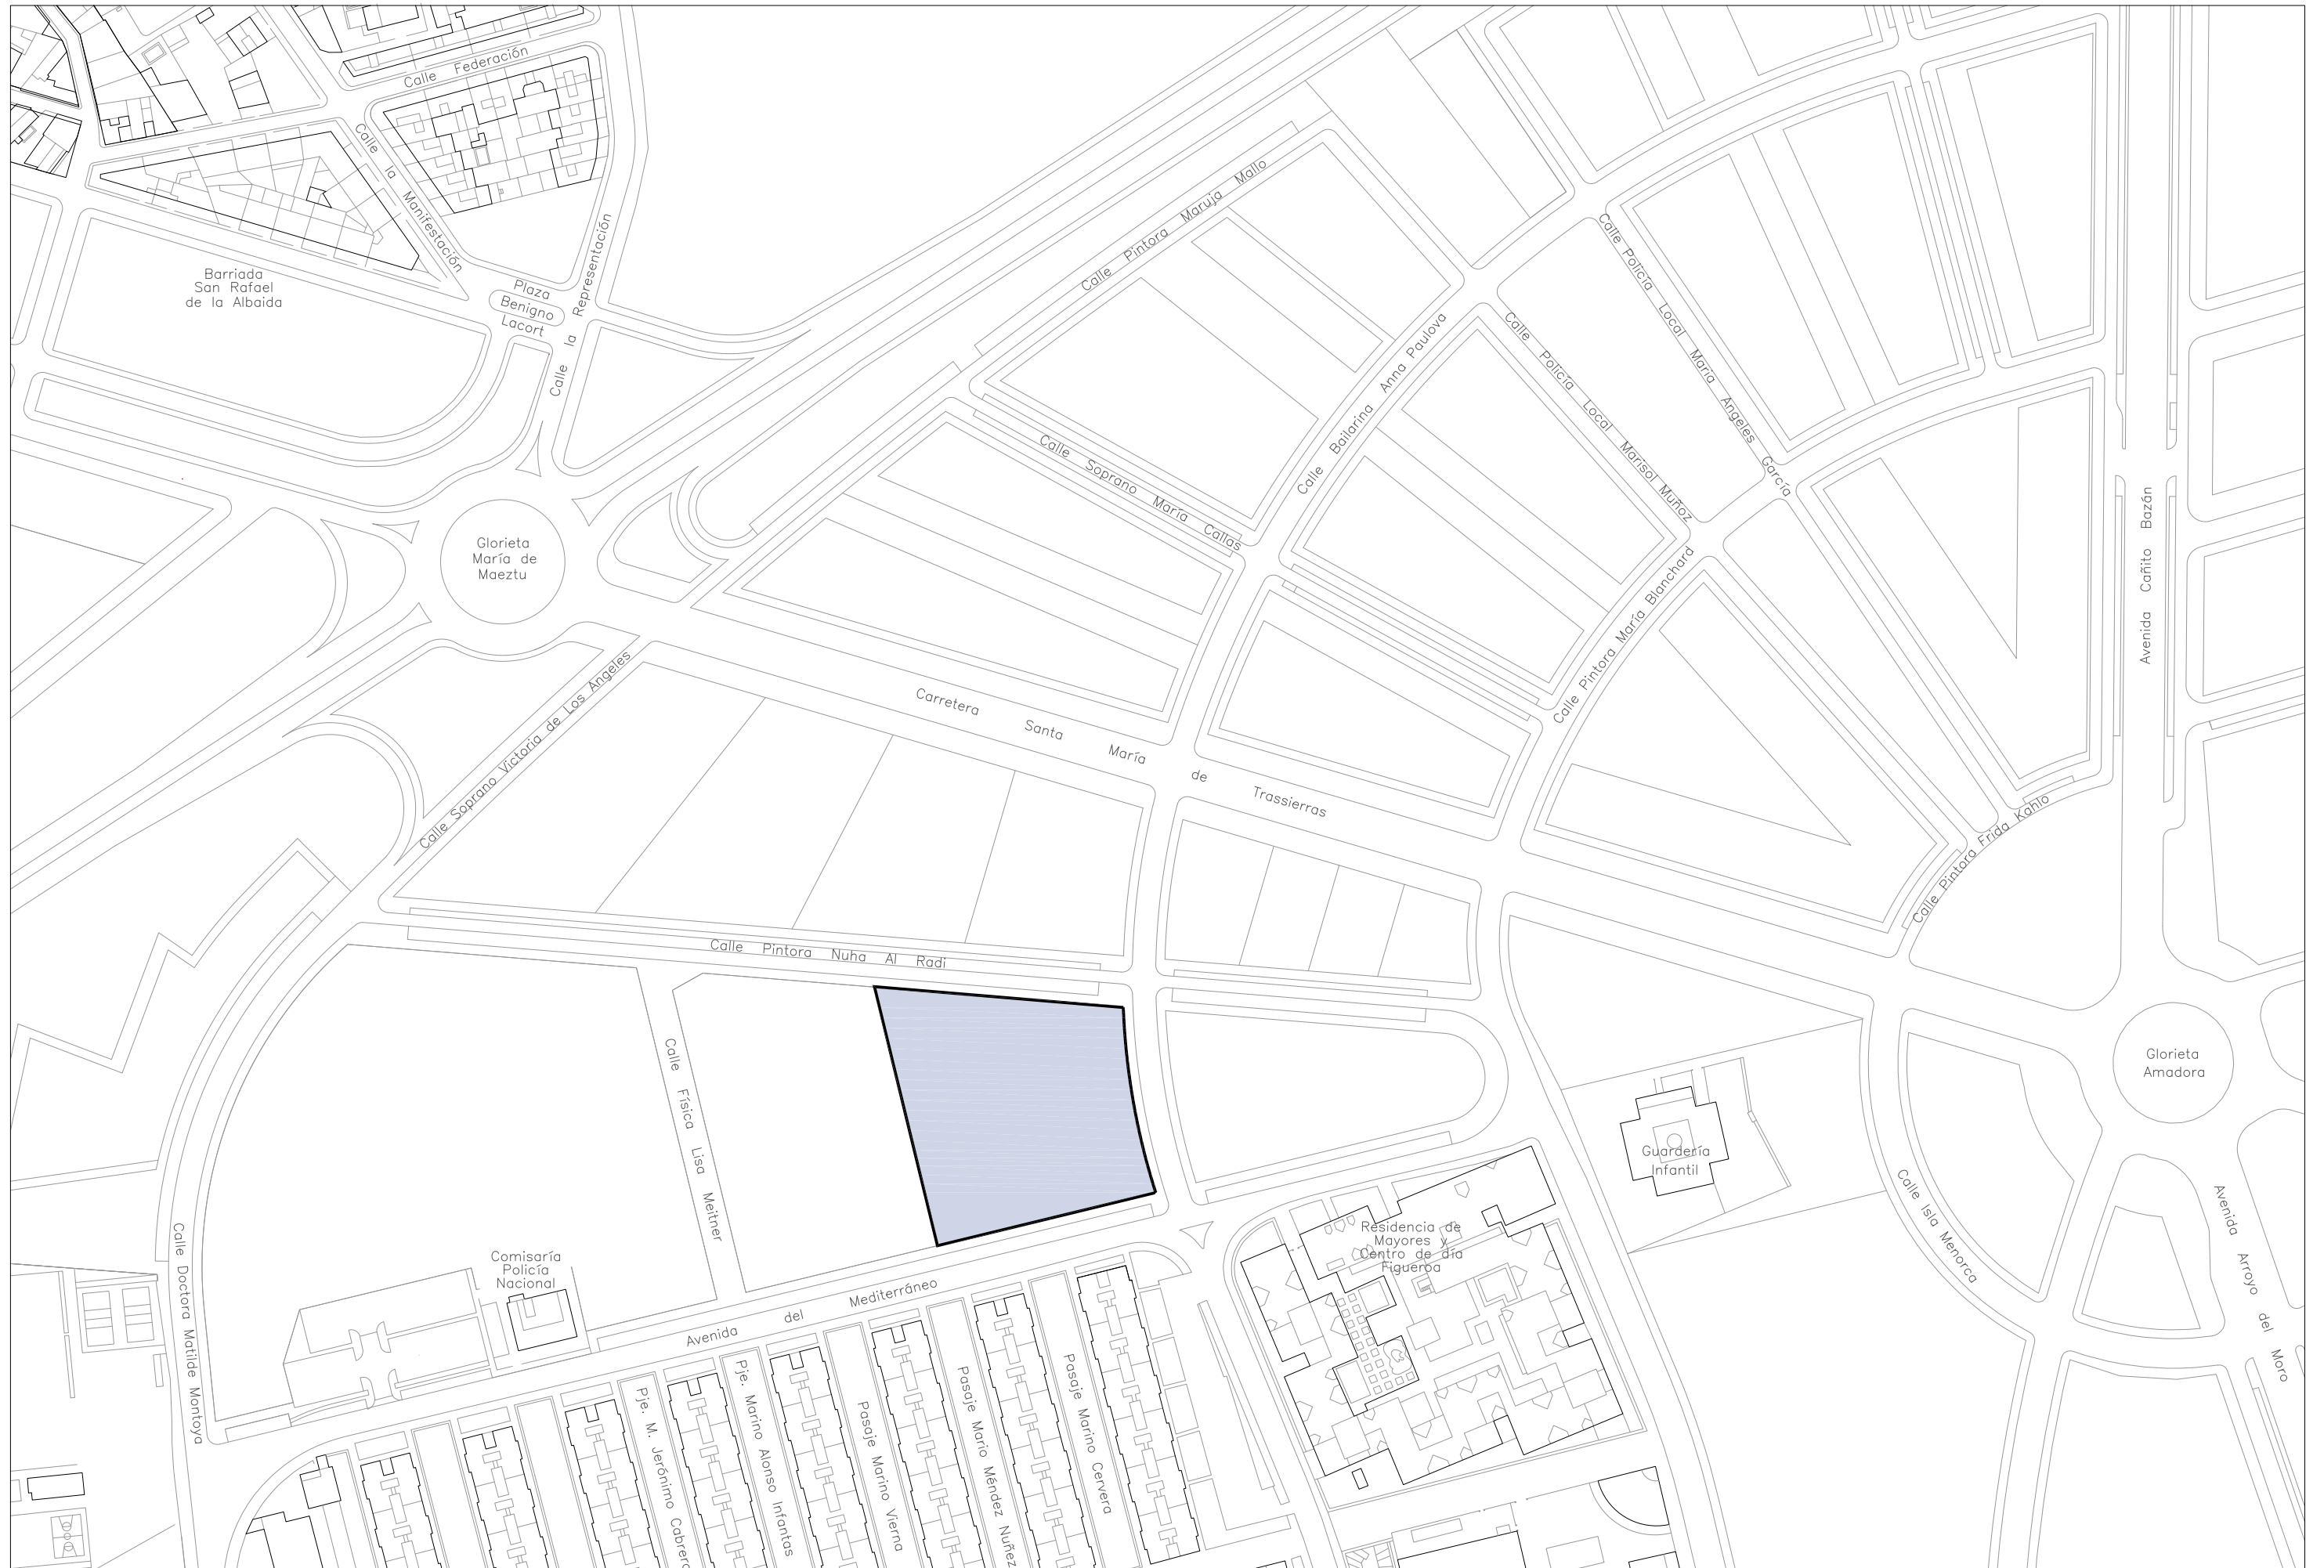 Calle Federación
Calle la Manifestación
Barriada
San Rafael
de la Albaida
Plaza
Benigno
Lacort
Calle la Representación
Calle Pintora Maruja Mallo
Calle Policía Local María Angeles García
Calle Policía Local Marisol Muñoz
Calle Bailarina Anna Paulova
Calle Soprano María Callas
Glorieta
María de
Maeztu
Avenida Cañito Bazán
Calle Pintora María Blanchard
Calle Soprano Victoria de Los Angeles
Carretera Santa María de Trassierras
Calle Pintora Frida Kahlo
Calle Pintora Nuha Al Radi
Calle Física Lisa Meitner
Glorieta
Amadora
Guardería
Infantil
Calle Isla Menorca
Avenida Arroyo del Moro
Residencia de
Mayores y
Centro de día
Figueroa
Comisaría
Policía
Nacional
Calle Doctora Matilde Montoya
Avenida del Mediterráneo
Pje. M. Jerónimo Cabrera
Pje. Marino Alonso Infantas
Pasaje Marino Vierna
Pasaje Mario Méndez Nuñez
Pasaje Marino Cervera